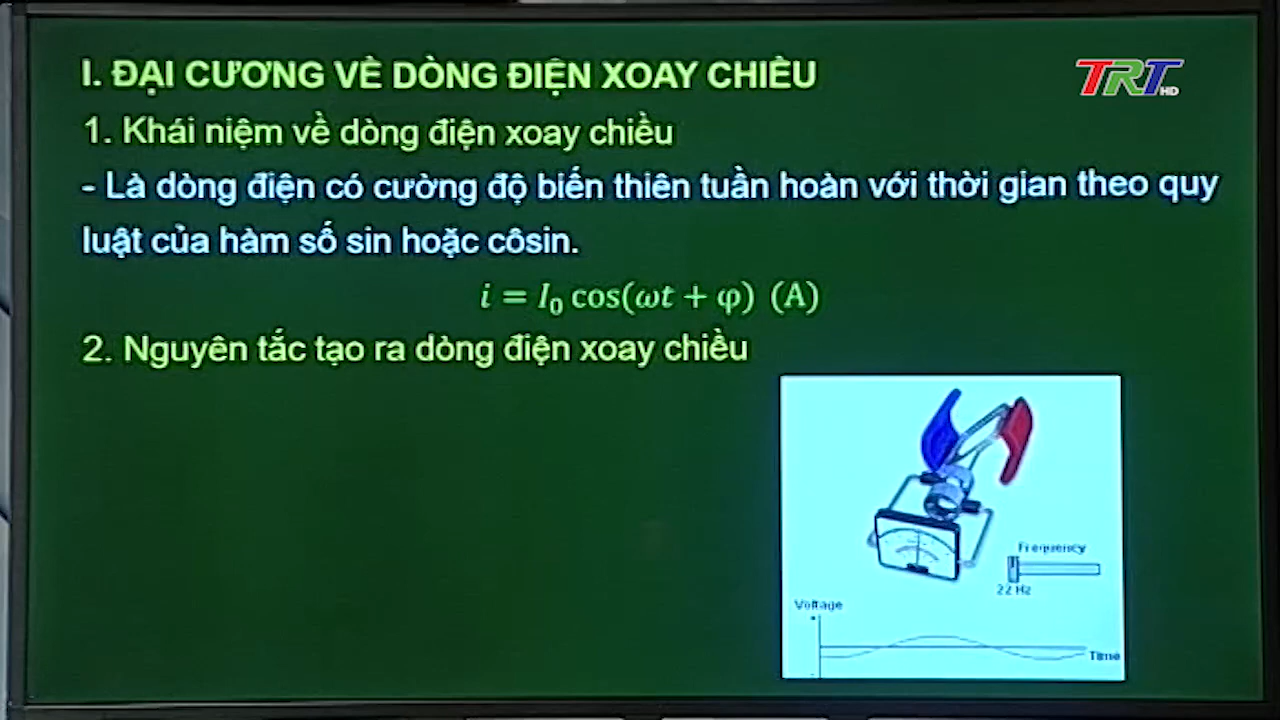 I. ĐẠI CƯƠNG VỀ DÒNG ĐIỆN XOAY CHIỀU
TRT HD
1. Khái niệm về dòng điện xoay chiều
- Là dòng điện có cường độ biến thiên tuần hoàn với thời gian theo quy
luật của hàm số sin hoặc côsin.
i = I₀ cos(ωt + φ) (A)
2. Nguyên tắc tạo ra dòng điện xoay chiều
Frequency
22 Hz
Voltage
Time